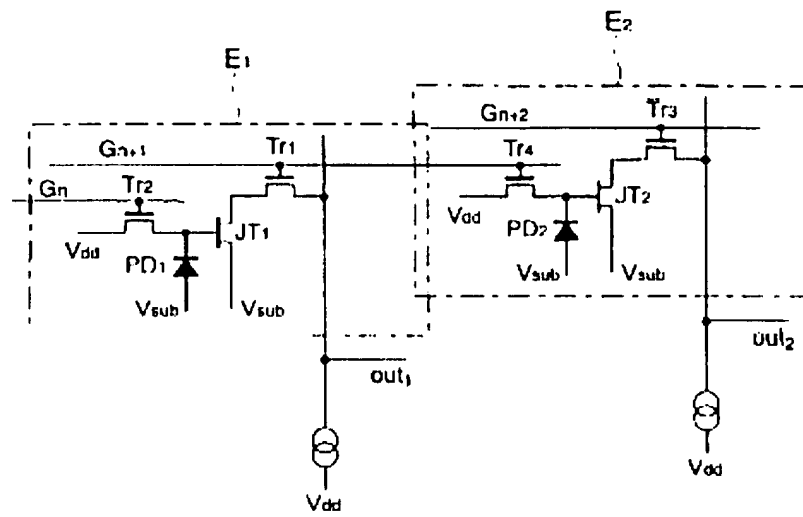 E2
E1
Gn+2
Tr3
Gn+1
Tr1
Tr4
Gn
Tr2
JT2
Vdd
JT1
PD2
Vdd
PD1
Vsub
Vsub
Vsub
Vsub
out2
out1
Vdd
Vdd